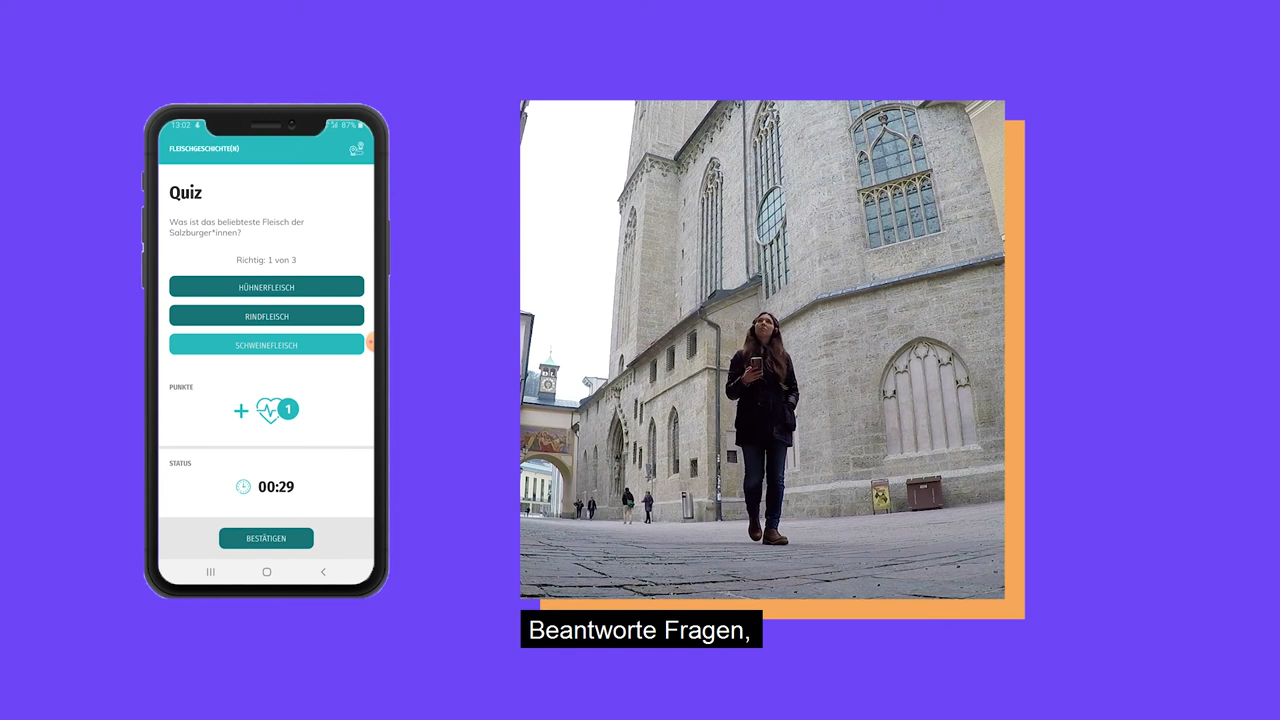 13:02
87%
FLEISCHGESCHICHTE(N)
Quiz
Was ist das beliebteste Fleisch der
Salzburger*innen?
Richtig: 1 von 3
HÜHNERFLEISCH
RINDFLEISCH
SCHWEINEFLEISCH
PUNKTE
+ 1
STATUS
00:29
BESTÄTIGEN
Beantworte Fragen,